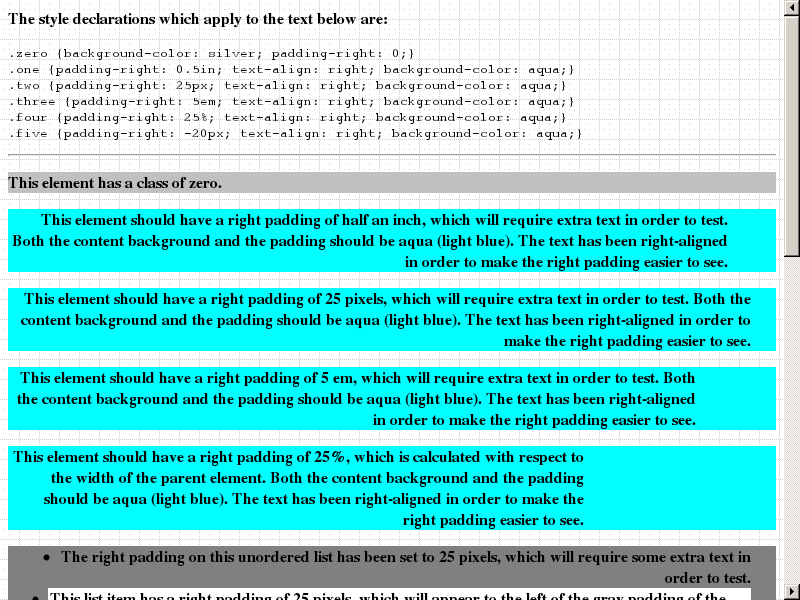 The style declarations which apply to the text below are:
.zero {background-color: silver; padding-right: 0;}
.one {padding-right: 0.5in; text-align: right; background-color: aqua;}
.two {padding-right: 25px; text-align: right; background-color: aqua;}
.three {padding-right: 5em; text-align: right; background-color: aqua;}
.four {padding-right: 25%; text-align: right; background-color: aqua;}
.five {padding-right: -20px; text-align: right; background-color: aqua;}
This element has a class of zero.
This element should have a right padding of half an inch, which will require extra text in order to test.
Both the content background and the padding should be aqua (light blue). The text has been right-aligned
in order to make the right padding easier to see.
This element should have a right padding of 25 pixels, which will require extra text in order to test. Both the
content background and the padding should be aqua (light blue). The text has been right-aligned in order to
make the right padding easier to see.
This element should have a right padding of 5 em, which will require extra text in order to test. Both
the content background and the padding should be aqua (light blue). The text has been right-aligned
in order to make the right padding easier to see.
This element should have a right padding of 25%, which is calculated with respect to
the width of the parent element. Both the content background and the padding
should be aqua (light blue). The text has been right-aligned in order to make the
right padding easier to see.
• The right padding on this unordered list has been set to 25 pixels, which will require some extra text in
order to test.
• This list item has a right padding of 25 pixels, which will appear to the left of the gray padding of the